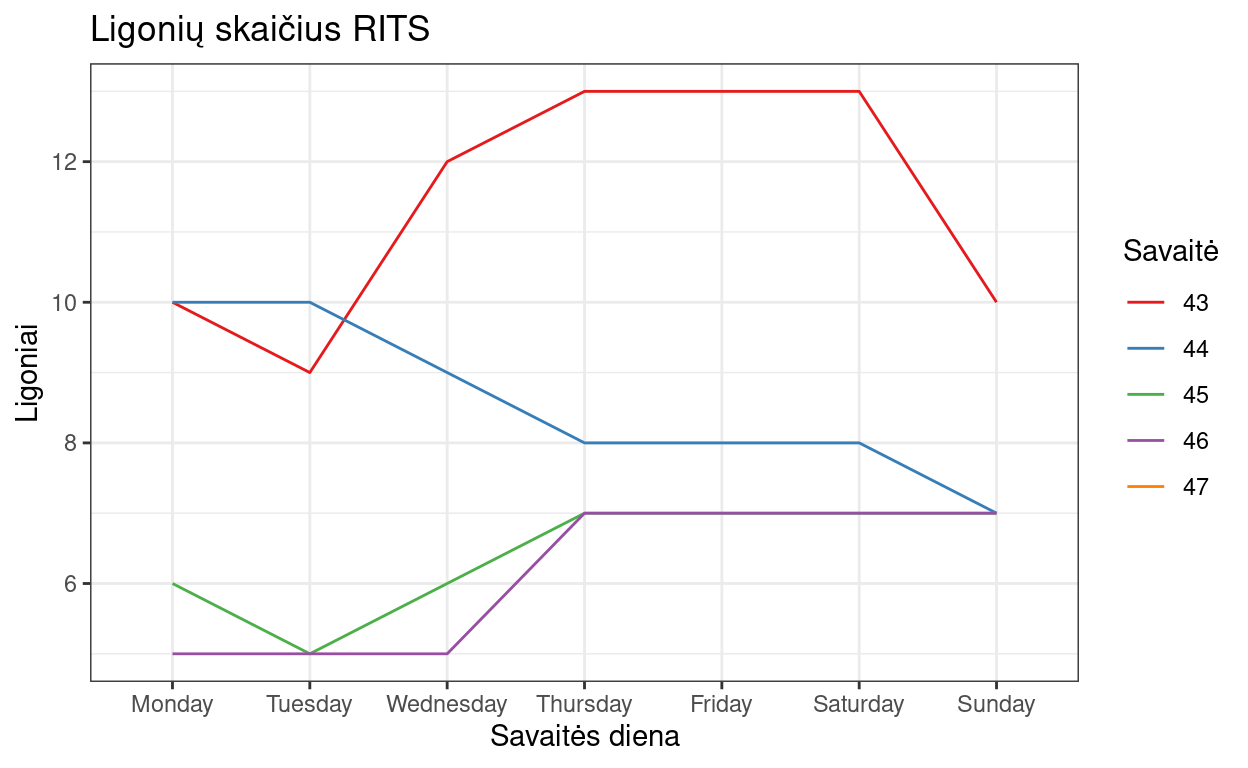 Ligonių skaičius RITS
Ligoniai
12
10
8
6
Monday Tuesday Wednesday Thursday Friday Saturday Sunday
Savaitės diena
Savaitė
43
44
45
46
47